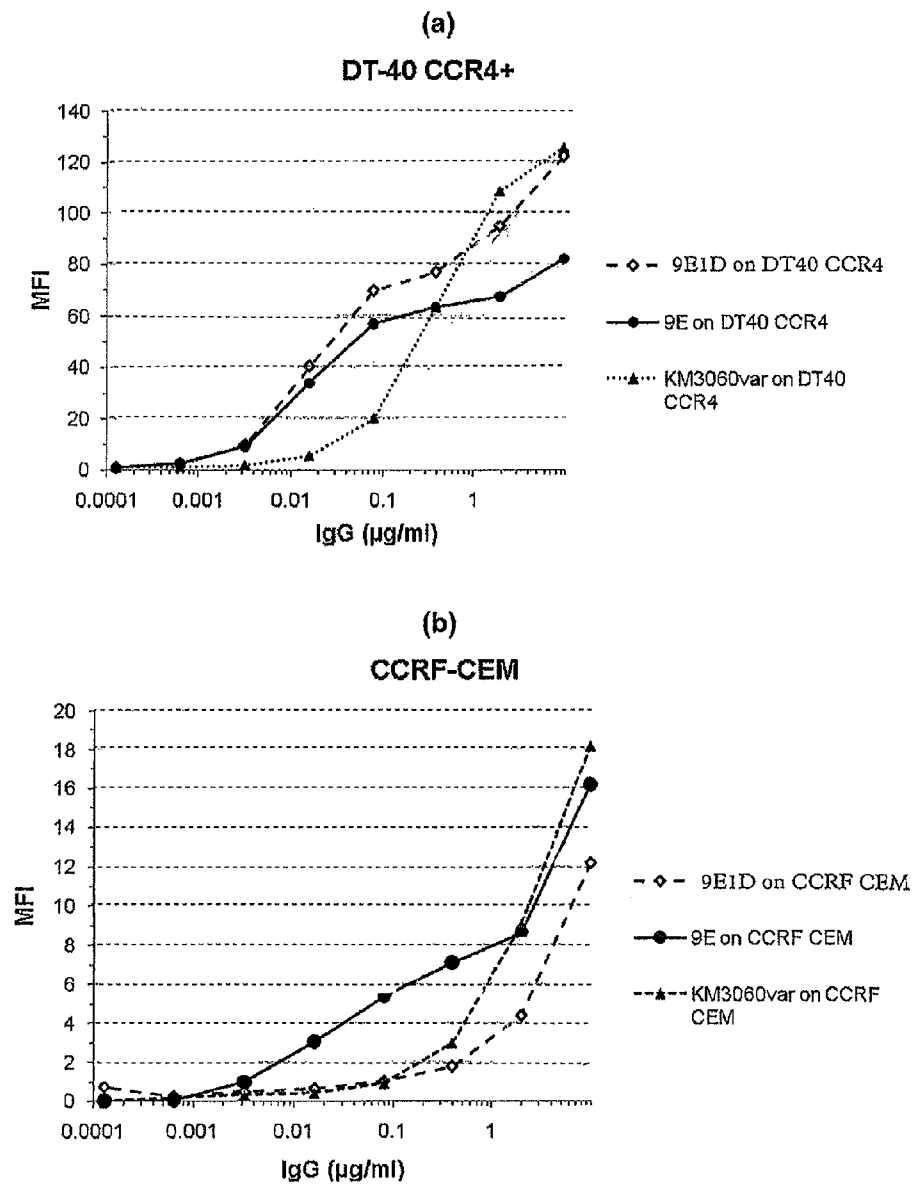 (a)
DT-40 CCR4+
140
120
100
80
60
40
20
0
MFI
0.0001 0.001 0.01 0.1 1
IgG (µg/ml)
9E1D on DT40 CCR4
9E on DT40 CCR4
KM3060var on DT40
CCR4
(b)
CCRF-CEM
20
18
16
14
12
10
8
6
4
2
0
MFI
0.0001 0.001 0.01 0.1 1
IgG (µg/ml)
9E1D on CCRF CEM
9E on CCRF CEM
KM3060var on CCRF
CEM